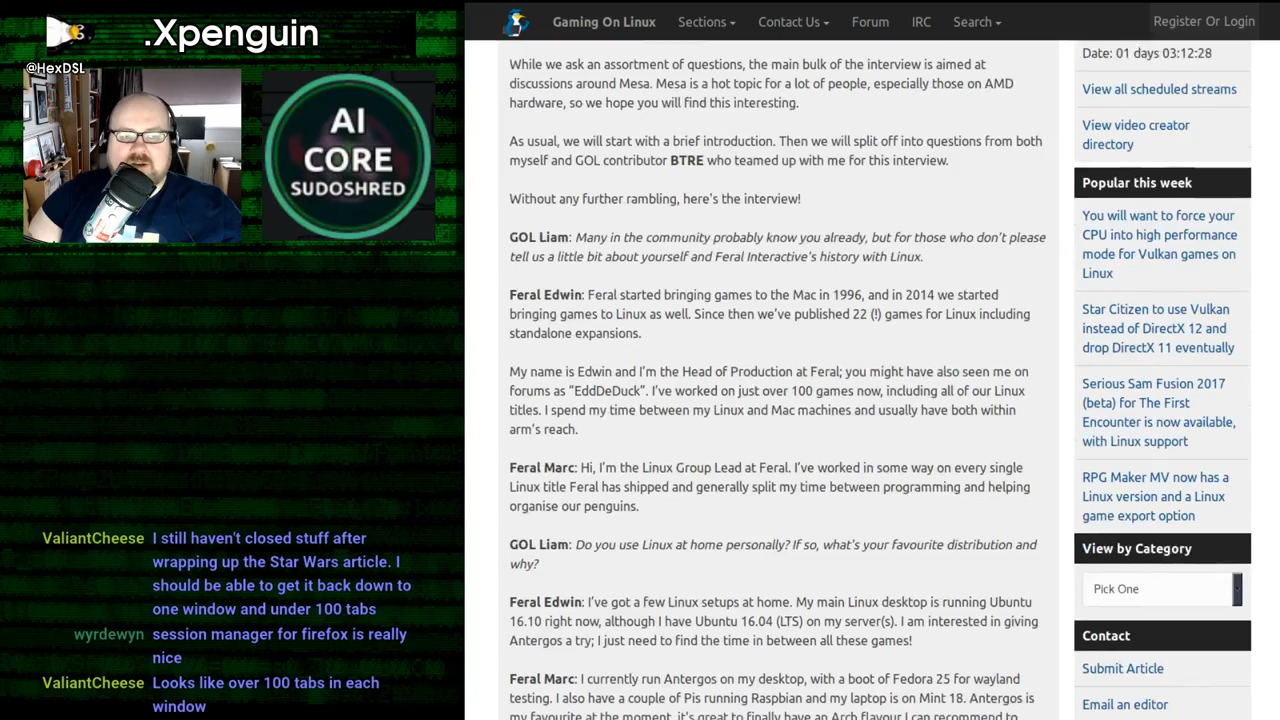 .Xpenguin
@HexDSL
AI
CORE
SUDOSHRED
ValiantCheese I still haven't closed stuff after
wrapping up the Star Wars article. I
should be able to get it back down to
one window and under 100 tabs
wyrdewyn session manager for firefox is really
nice
ValiantCheese Looks like over 100 tabs in each
window
Gaming On Linux Sections Contact Us Forum IRC Search Register Or Login
While we ask an assortment of questions, the main bulk of the interview is aimed at
discussions around Mesa. Mesa is a hot topic for a lot of people, especially those on AMD
hardware, so we hope you will find this interesting.
As usual, we will start with a brief introduction. Then we will split off into questions from both
myself and GOL contributor BTRE who teamed up with me for this interview.
Without any further rambling, here's the interview!
GOL Liam: Many in the community probably know you already, but for those who don't please
tell us a little bit about yourself and Feral Interactive's history with Linux.
Feral Edwin: Feral started bringing games to the Mac in 1996, and in 2014 we started
bringing games to Linux as well. Since then we've published 22 (!) games for Linux including
standalone expansions.
My name is Edwin and I'm the Head of Production at Feral; you might have also seen me on
forums as “EddDeDuck”. I've worked on just over 100 games now, including all of our Linux
titles. I spend my time between my Linux and Mac machines and usually have both within
arm's reach.
Feral Marc: Hi, I'm the Linux Group Lead at Feral. I've worked in some way on every single
Linux title Feral has shipped and generally split my time between programming and helping
organise our penguins.
GOL Liam: Do you use Linux at home personally? If so, what's your favourite distribution and
why?
Feral Edwin: I've got a few Linux setups at home. My main Linux desktop is running Ubuntu
16.10 right now, although I have Ubuntu 16.04 (LTS) on my server(s). I am interested in giving
Antergos a try; I just need to find the time in between all these games!
Feral Marc: I currently run Antergos on my desktop, with a boot of Fedora 25 for wayland
testing. I also have a couple of Pis running Raspbian and my laptop is on Mint 18. Antergos is
my favourite at the moment, it's great to finally have an Arch flavour I can recommend to
Date: 01 days 03:12:28
View all scheduled streams
View video creator
directory
Popular this week
You will want to force your
CPU into high performance
mode for Vulkan games on
Linux
Star Citizen to use Vulkan
instead of DirectX 12 and
drop DirectX 11 eventually
Serious Sam Fusion 2017
(beta) for The First
Encounter is now available,
with Linux support
RPG Maker MV now has a
Linux version and a Linux
game export option
View by Category
Pick One
Contact
Submit Article
Email an editor